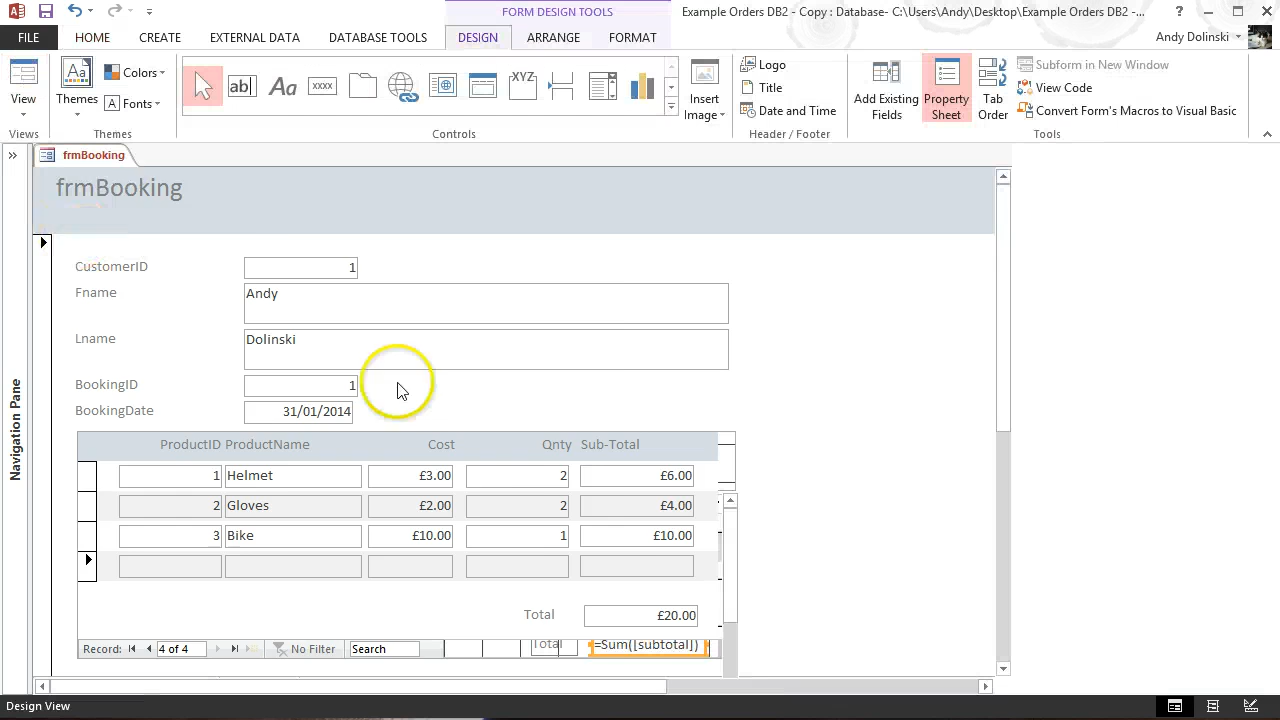 FORM DESIGN TOOLS
Example Orders DB2 - Copy : Database- C:\Users\Andy\Desktop\Example Orders DB2 -...
?
FILE HOME CREATE EXTERNAL DATA DATABASE TOOLS DESIGN ARRANGE FORMAT Andy Dolinski
View
Views
Aa
Themes
Colors
Fonts
Themes
ab|
Aa
xxxx
XYZ
Controls
Insert
Image
Logo
Title
Date and Time
Header / Footer
Add Existing
Fields
Property
Sheet
Tab
Order
Subform in New Window
View Code
Convert Form's Macros to Visual Basic
Tools
Navigation Pane
frmBooking
frmBooking
CustomerID 1
Fname Andy
Lname Dolinski
BookingID 1
BookingDate 31/01/2014
ProductID ProductName Cost Qnty Sub-Total
1 Helmet £3.00 2 £6.00
2 Gloves £2.00 2 £4.00
3 Bike £10.00 1 £10.00
Total £20.00
Total =Sum([subtotal])
Record: 4 of 4 No Filter Search
Design View